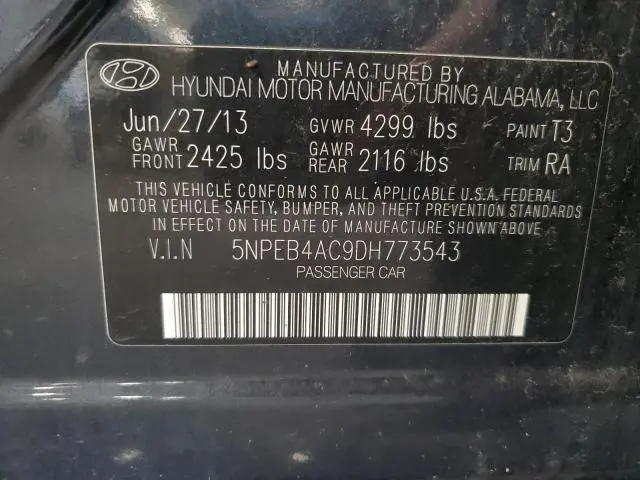 MANUFACTURED BY
HYUNDAI MOTOR MANUFACTURING ALABAMA, LLC
Jun/27/13 GVWR 4299 lbs PAINT T3
GAWR FRONT 2425 lbs GAWR REAR 2116 lbs TRIM RA
THIS VEHICLE CONFORMS TO ALL APPLICABLE U.S.A. FEDERAL
MOTOR VEHICLE SAFETY, BUMPER, AND THEFT PREVENTION STANDARDS
IN EFFECT ON THE DATE OF MANUFACTURE SHOWN ABOVE
V.I.N 5NPEB4AC9DH773543
PASSENGER CAR